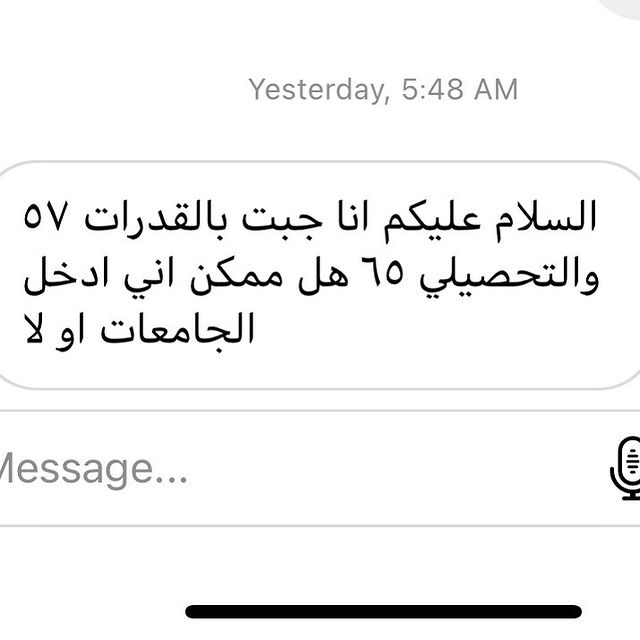 Yesterday, 5:48 AM
السلام عليكم انا جبت بالقدرات ٥٧
والتحصيلي ٦٥ هل ممكن اني ادخل
الجامعات او لا
Message...